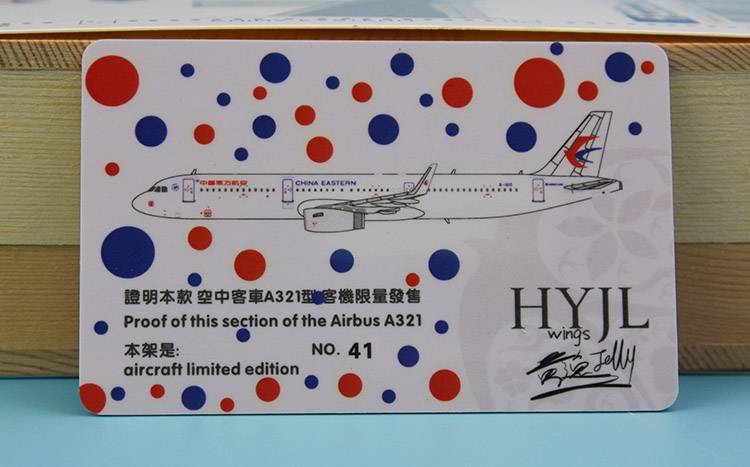 中國東方航空 CHINA EASTERN
證明本款 空中客車A321型 客機限量發售
Proof of this section of the Airbus A321
本架是: NO. 41
aircraft limited edition
HYJL
wings
Jelly